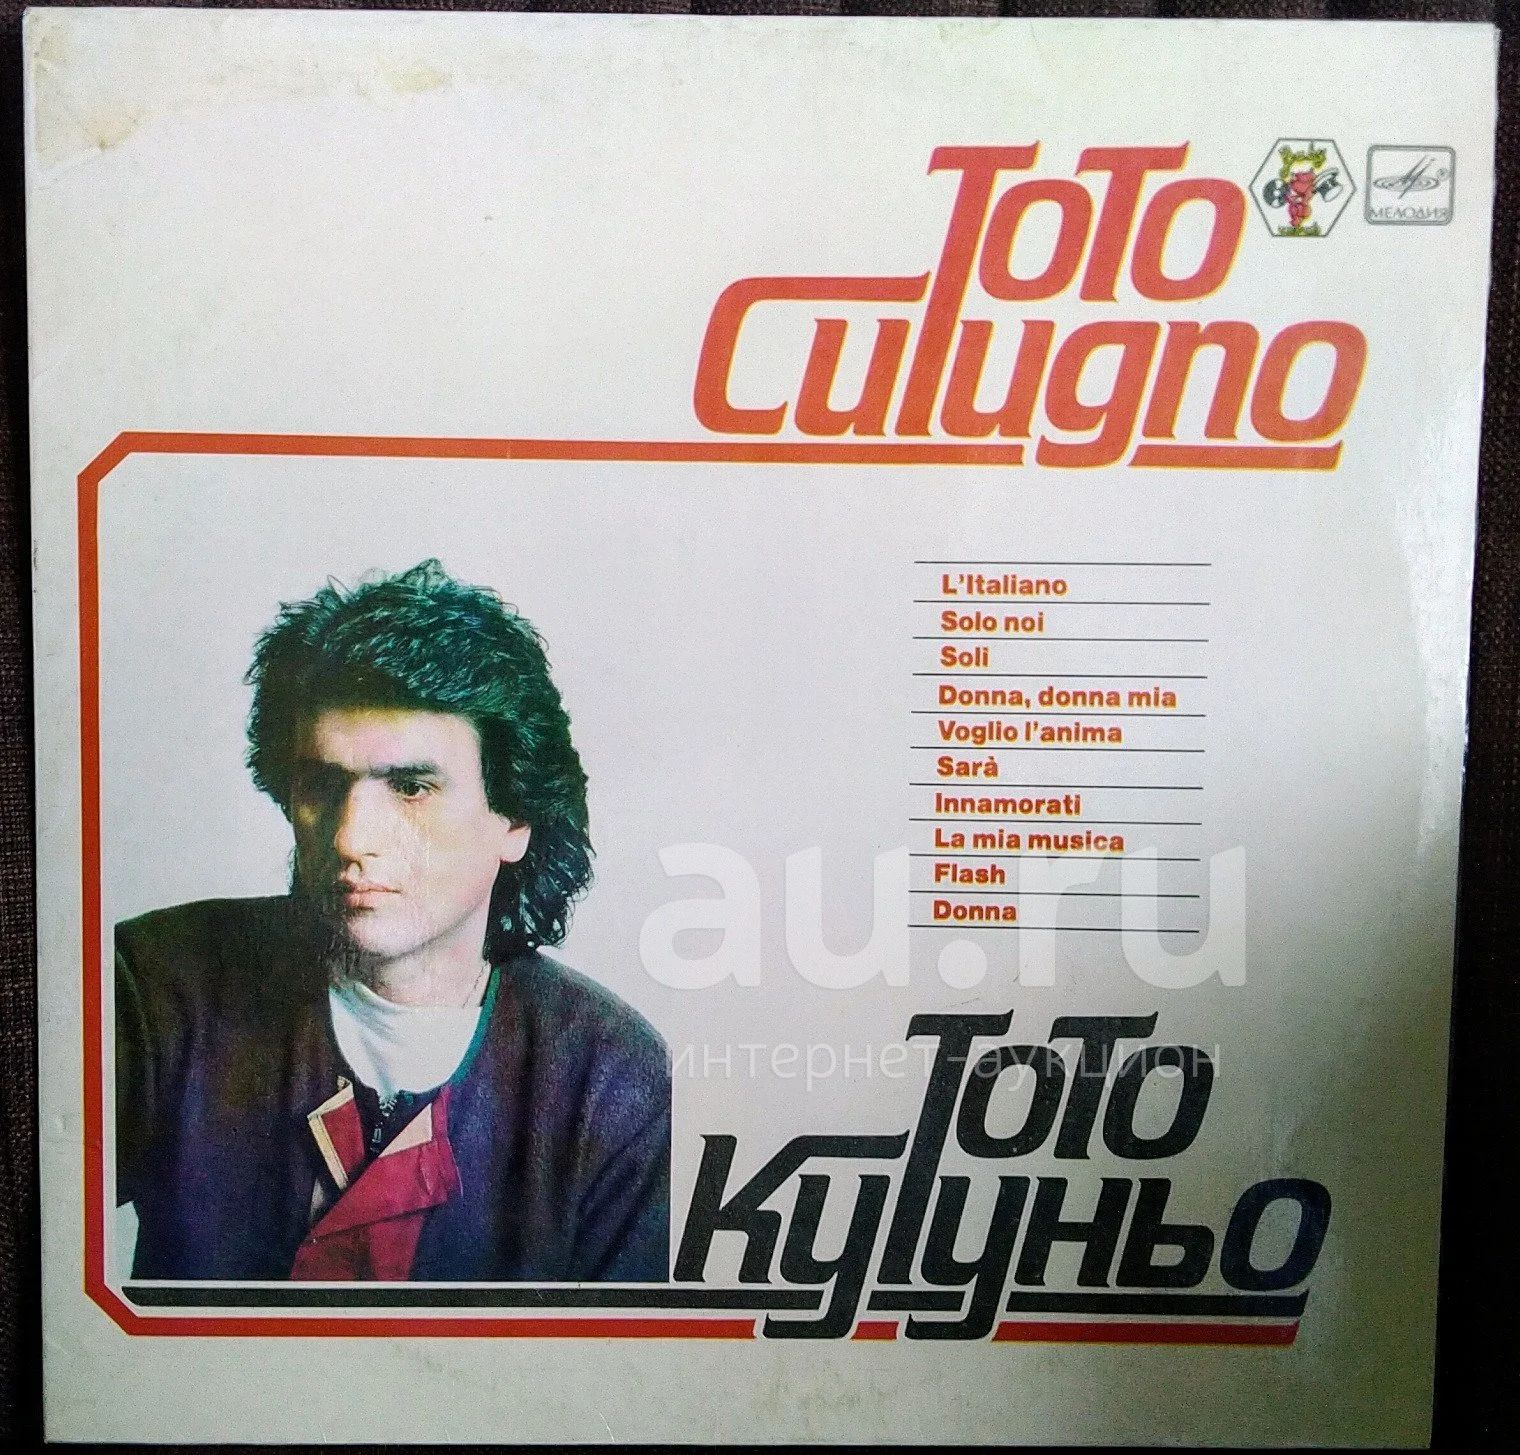 ToTo
Cutugno
Baby
МЕЛОДИЯ
L'Italiano
Solo noi
Soli
Donna, donna mia
Voglio l'anima
Sarà
Innamorati
La mia musica
Flash
Donna
au.ru
интернет-аукцион
ТоТо
Кутуньо